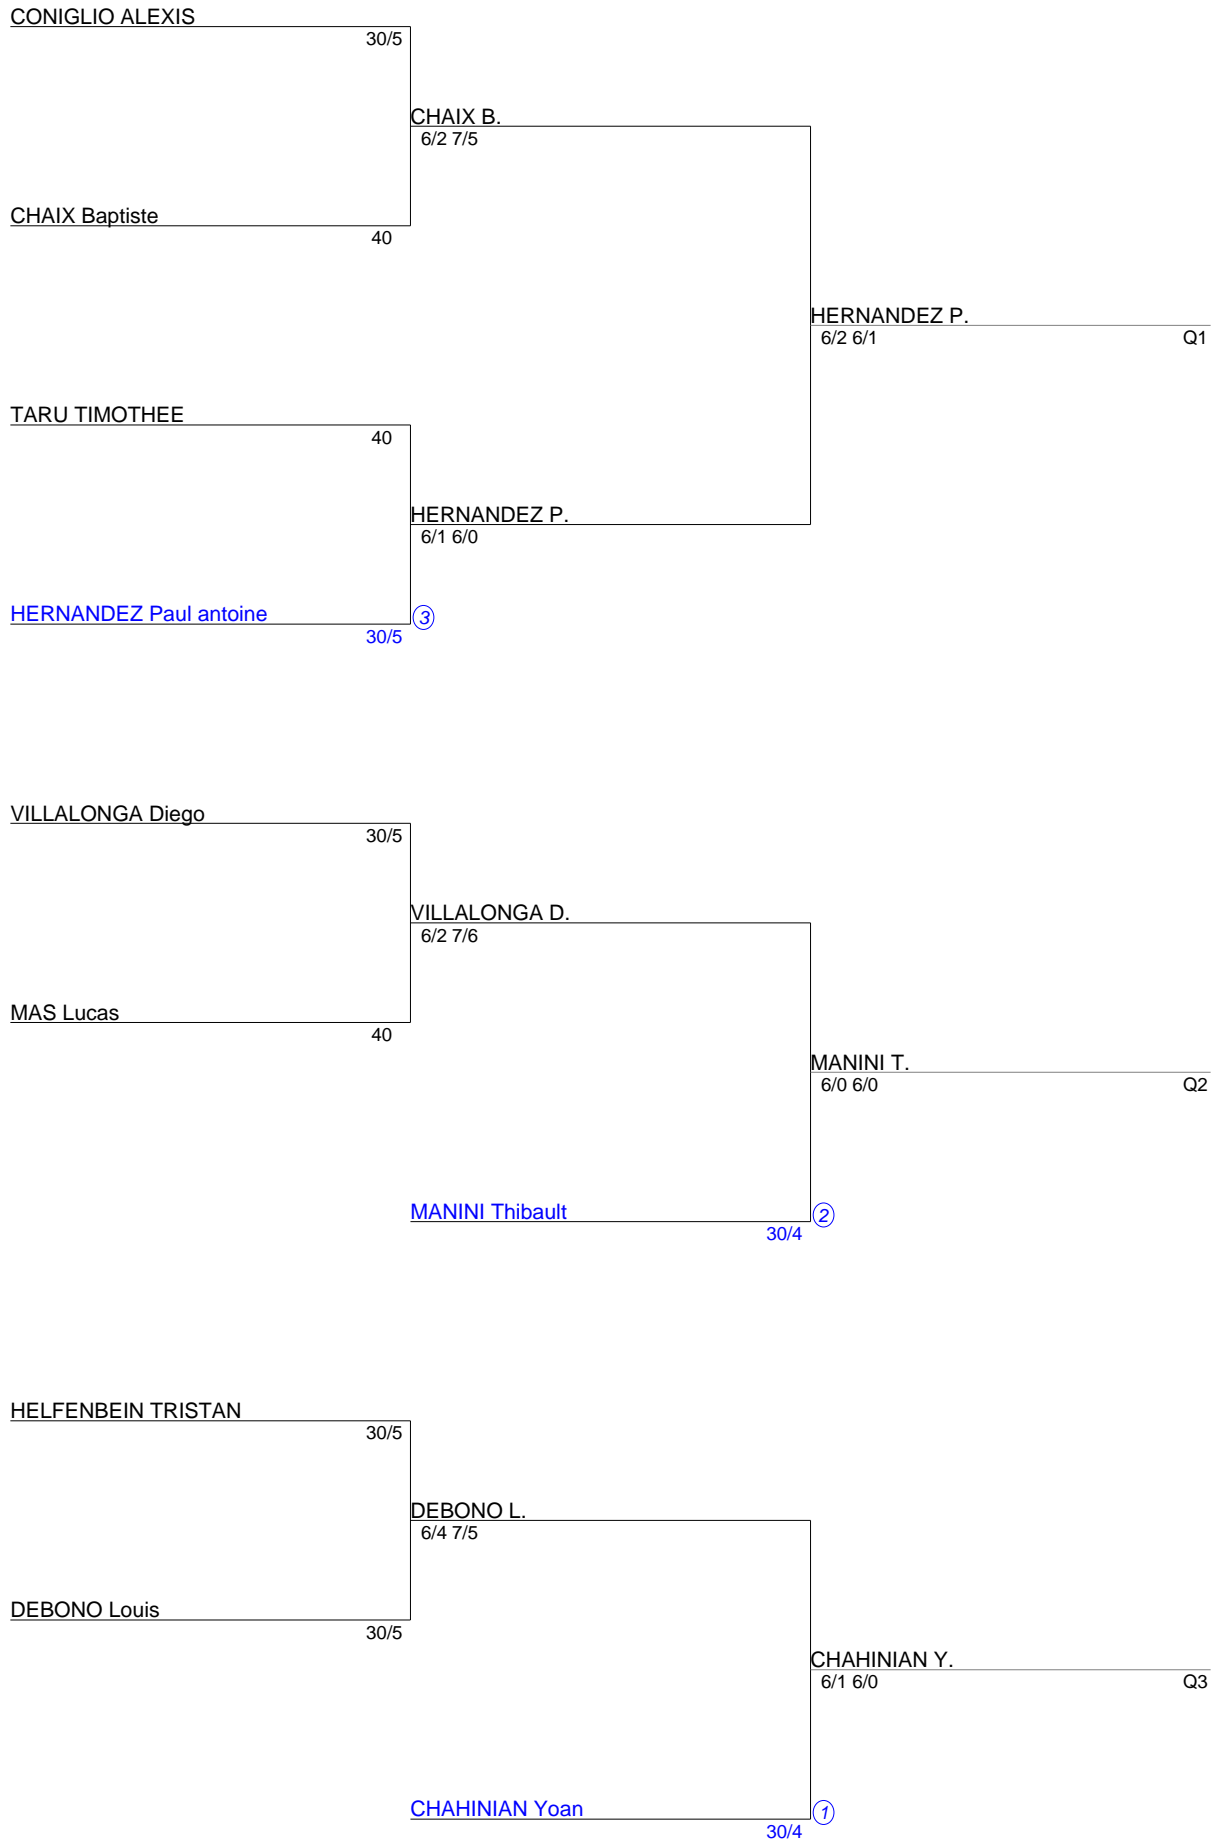 CONIGLIO ALEXIS
30/5
CHAIX B.
6/2 7/5
CHAIX Baptiste
40
HERNANDEZ P.
6/2 6/1
Q1
TARU TIMOTHEE
40
HERNANDEZ P.
6/1 6/0
HERNANDEZ Paul antoine
3
30/5
VILLALONGA Diego
30/5
VILLALONGA D.
6/2 7/6
MAS Lucas
40
MANINI T.
6/0 6/0
Q2
MANINI Thibault
2
30/4
HELFENBEIN TRISTAN
30/5
DEBONO L.
6/4 7/5
DEBONO Louis
30/5
CHAHINIAN Y.
6/1 6/0
Q3
CHAHINIAN Yoan
1
30/4